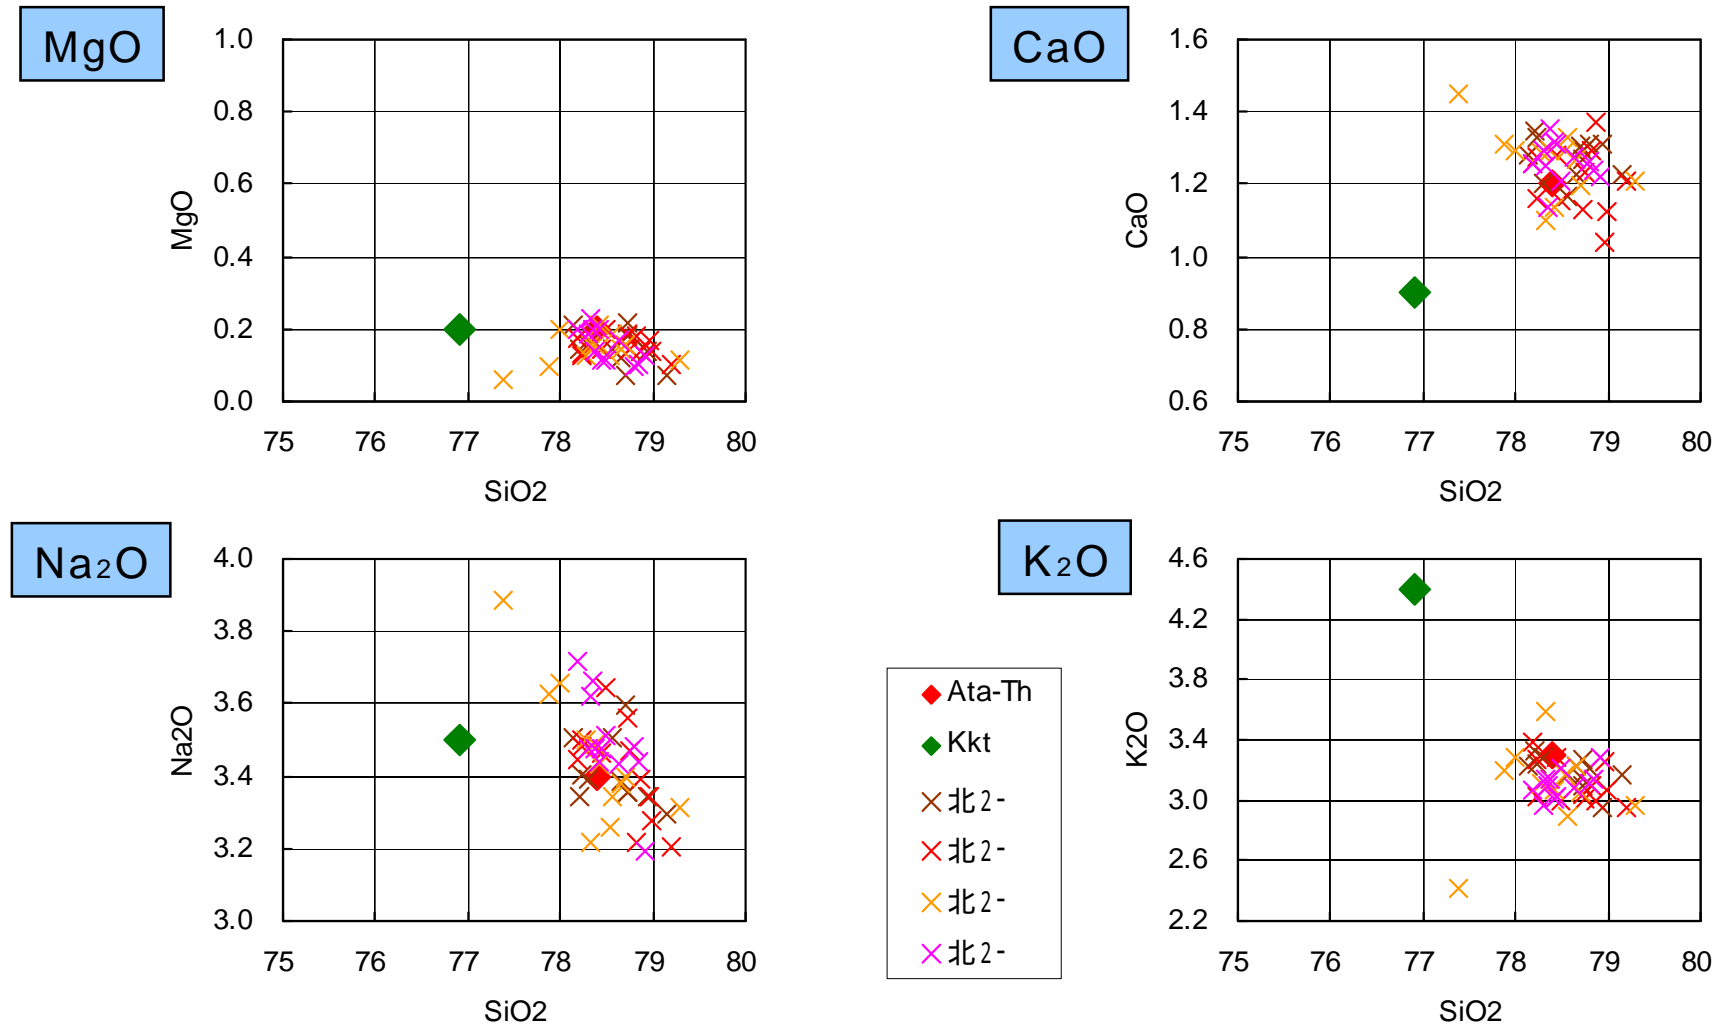 MgO
1.0
0.8
0.6
0.4
0.2
0.0
MgO
75 76 77 78 79 80
SiO2
CaO
1.6
1.4
1.2
1.0
0.8
0.6
CaO
75 76 77 78 79 80
SiO2
Na2O
4.0
3.8
3.6
3.4
3.2
3.0
Na2O
75 76 77 78 79 80
SiO2
Ata-Th
Kkt
北2-
北2-
北2-
北2-
K2O
4.6
4.2
3.8
3.4
3.0
2.6
2.2
K2O
75 76 77 78 79 80
SiO2